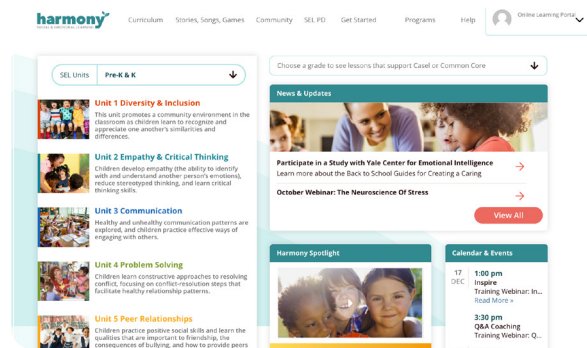 harmony
SOCIAL & EMOTIONAL LEARNING
Curriculum Stories, Songs, Games Community SEL PD Get Started Programs Help Online Learning Portal
SEL Units Pre-K & K
Unit 1 Diversity & Inclusion
This unit promotes a community environment in the
classroom as children learn to recognize and
appreciate one another's similarities and
differences.
Unit 2 Empathy & Critical Thinking
Children develop empathy (the ability to identify
with and understand another person's emotions),
reduce stereotyped thinking, and learn critical
thinking skills.
Unit 3 Communication
Healthy and unhealthy communication patterns are
explored, and children practice effective ways of
engaging with others.
Unit 4 Problem Solving
Children learn constructive approaches to resolving
conflict, focusing on conflict-resolution steps that
facilitate healthy relationship patterns.
Unit 5 Peer Relationships
Children practice positive social skills and learn the
qualities that are important to friendship, the
consequences of bullying, and how to provide peers
Choose a grade to see lessons that support Casel or Common Core
News & Updates
Participate in a Study with Yale Center for Emotional Intelligence
Learn more about the Back to School Guides for Creating a Caring
October Webinar: The Neuroscience Of Stress
View All
Harmony Spotlight
Calendar & Events
17 1:00 pm
DEC Inspire
Training Webinar: In...
Read More »
3:30 pm
Q&A Coaching
Training Webinar: Q...